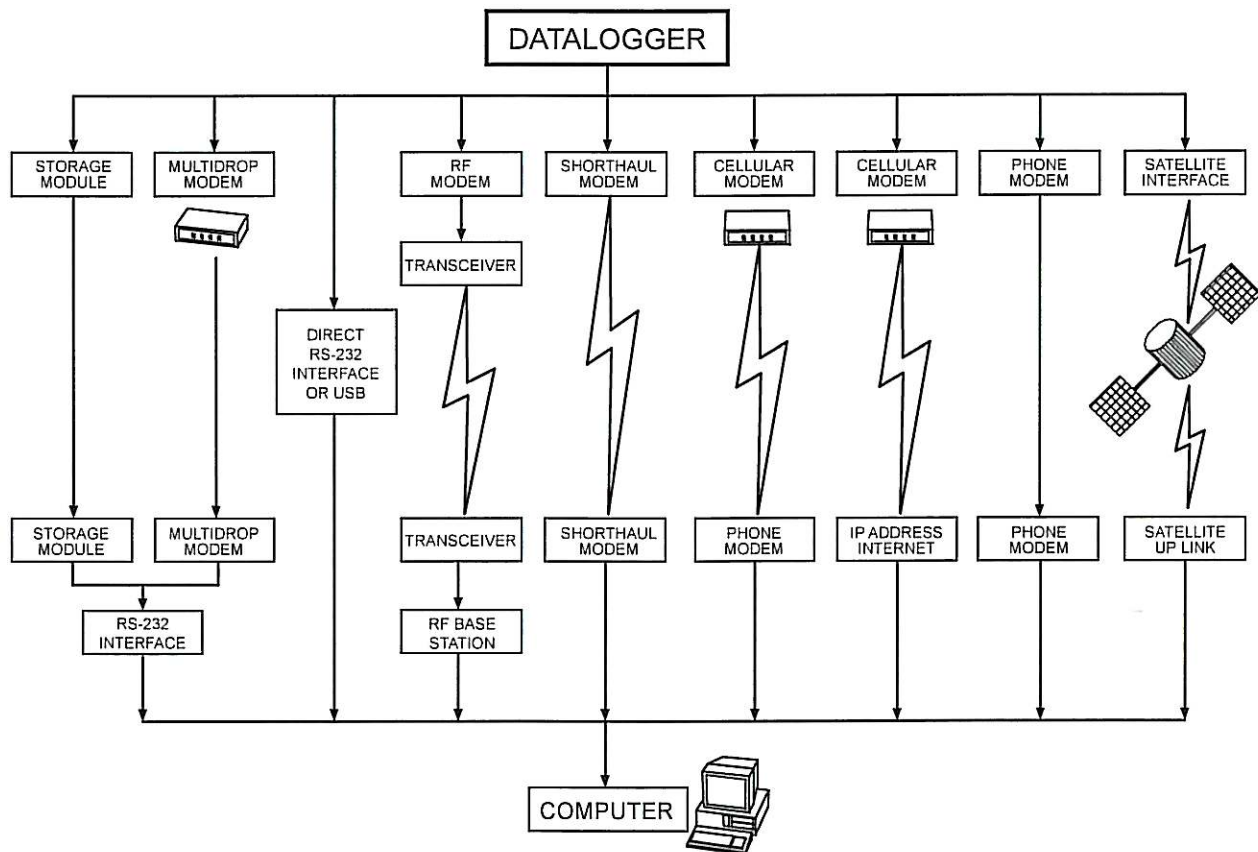 DATALOGGER
STORAGE
MODULE
MULTIDROP
MODEM
RF
MODEM
SHORTHAUL
MODEM
CELLULAR
MODEM
CELLULAR
MODEM
PHONE
MODEM
SATELLITE
INTERFACE
TRANSCEIVER
DIRECT
RS-232
INTERFACE
OR USB
STORAGE
MODULE
MULTIDROP
MODEM
TRANSCEIVER
SHORTHAUL
MODEM
PHONE
MODEM
IP ADDRESS
INTERNET
PHONE
MODEM
SATELLITE
UP LINK
RS-232
INTERFACE
RF BASE
STATION
COMPUTER